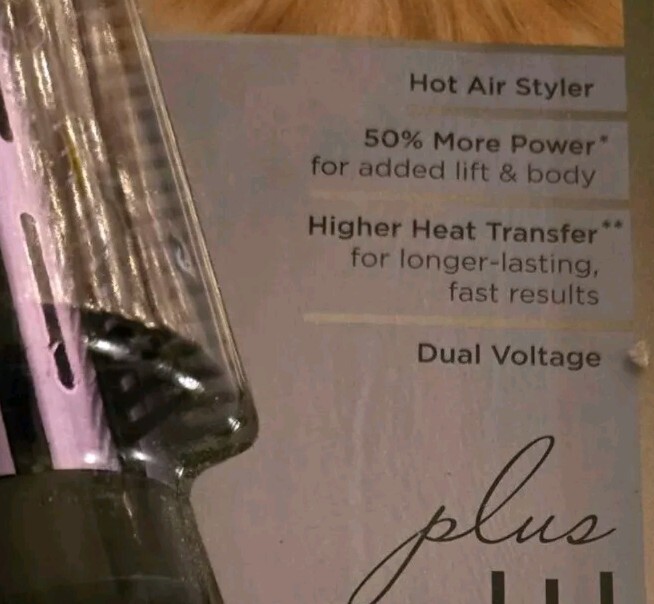 Hot Air Styler
50% More Power*
for added lift & body
Higher Heat Transfer**
for longer-lasting,
fast results
Dual Voltage
plus